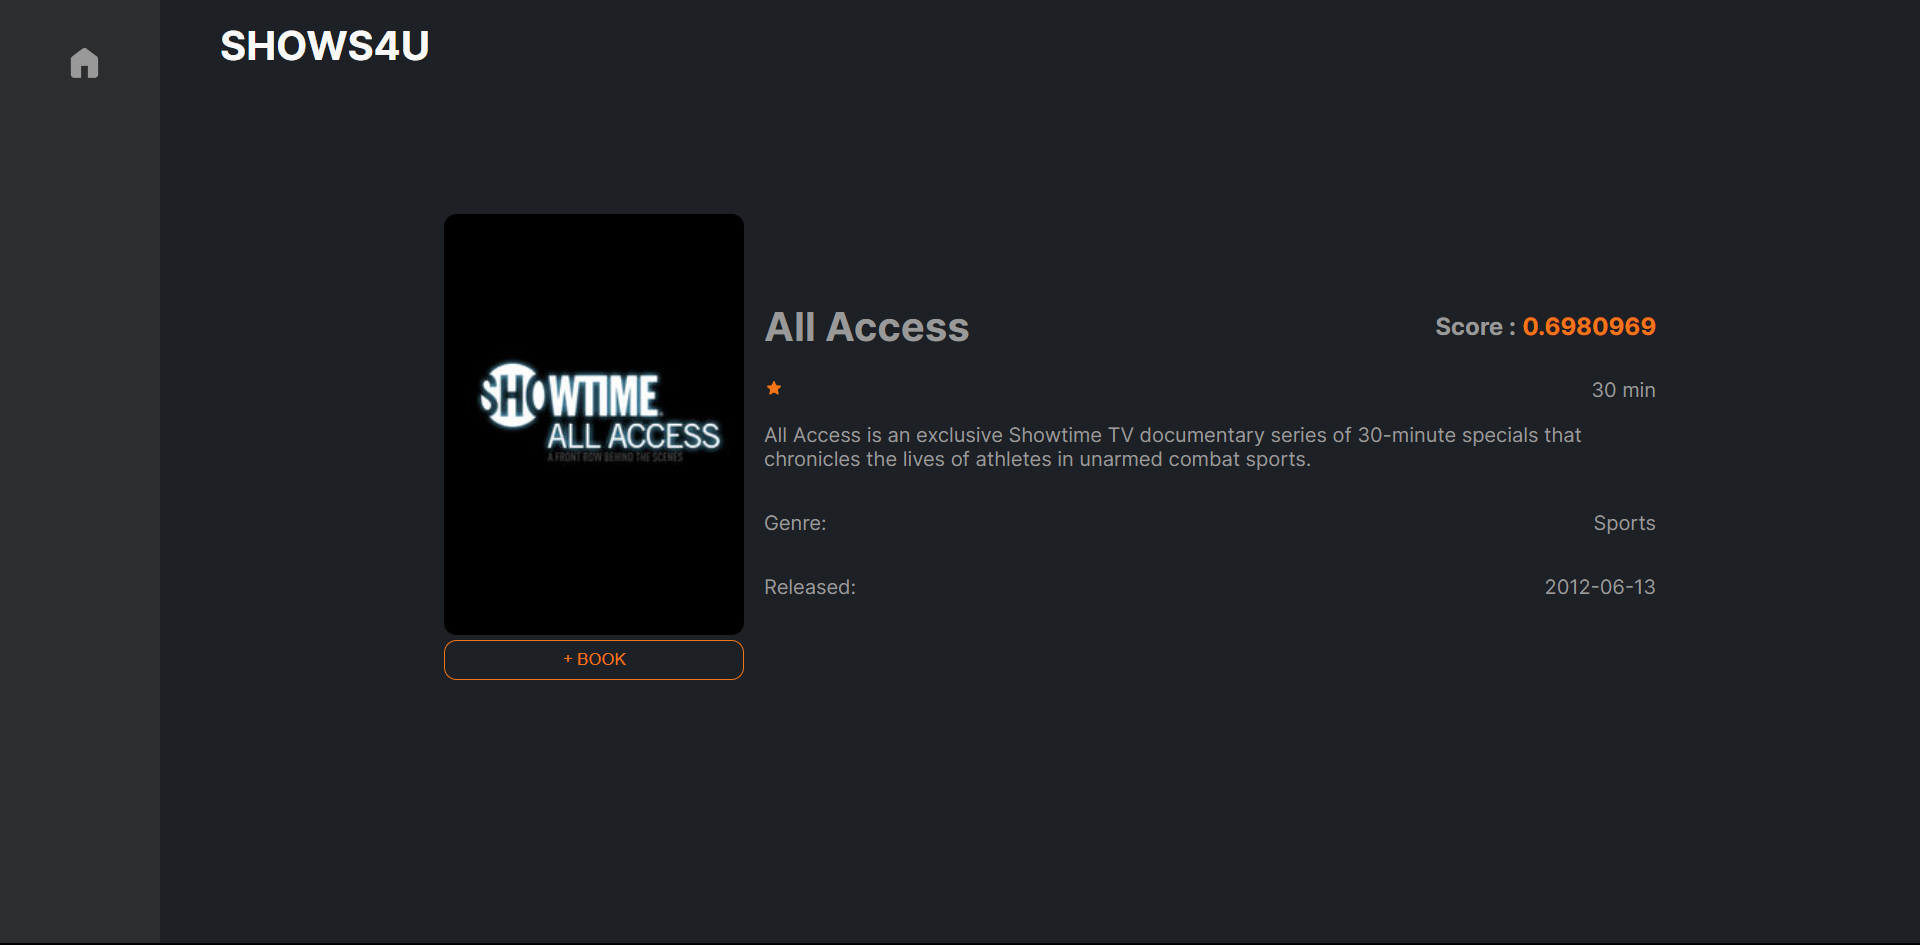 SHOWS4U
SHOWTIME
ALL ACCESS
A FRONT ROW BEHIND THE SCENES
+ BOOK
All Access
Score : 0.6980969
30 min
All Access is an exclusive Showtime TV documentary series of 30-minute specials that
chronicles the lives of athletes in unarmed combat sports.
Genre:
Sports
Released:
2012-06-13